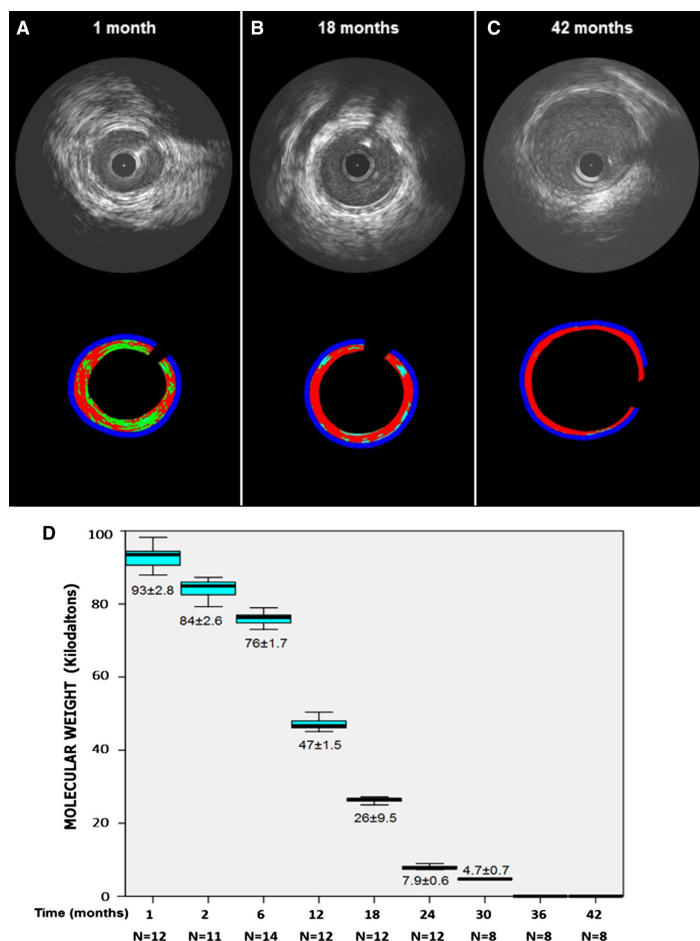 A
1 month
B
18 months
C
42 months
D
MOLECULAR WEIGHT (Kilodaltons)
100
80
60
40
20
0
93±2.8
84±2.6
76±1.7
47±1.5
26±9.5
7.9±0.6
4.7±0.7
Time (months) 1 2 6 12 18 24 30 36 42
N=12 N=11 N=14 N=12 N=12 N=12 N=8 N=8 N=8